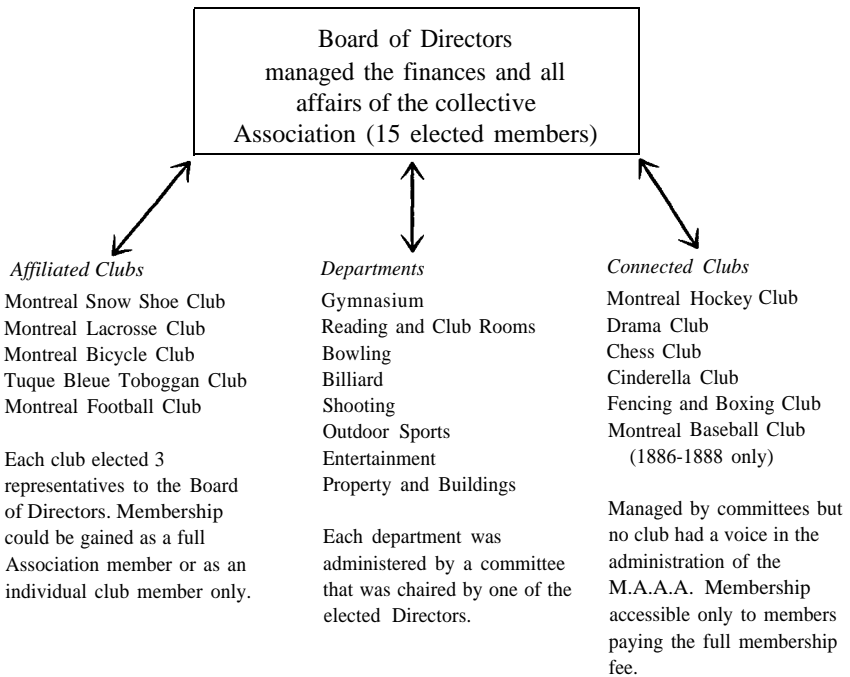 Board of Directors
managed the finances and all
affairs of the collective
Association (15 elected members)
Affiliated Clubs
Montreal Snow Shoe Club
Montreal Lacrosse Club
Montreal Bicycle Club
Tuque Bleue Toboggan Club
Montreal Football Club
Each club elected 3
representatives to the Board
of Directors. Membership
could be gained as a full
Association member or as an
individual club member only.
Departments
Gymnasium
Reading and Club Rooms
Bowling
Billiard
Shooting
Outdoor Sports
Entertainment
Property and Buildings
Each department was
administered by a committee
that was chaired by one of the
elected Directors.
Connected Clubs
Montreal Hockey Club
Drama Club
Chess Club
Cinderella Club
Fencing and Boxing Club
Montreal Baseball Club
(1886-1888 only)
Managed by committees but
no club had a voice in the
administration of the
M.A.A.A. Membership
accessible only to members
paying the full membership
fee.